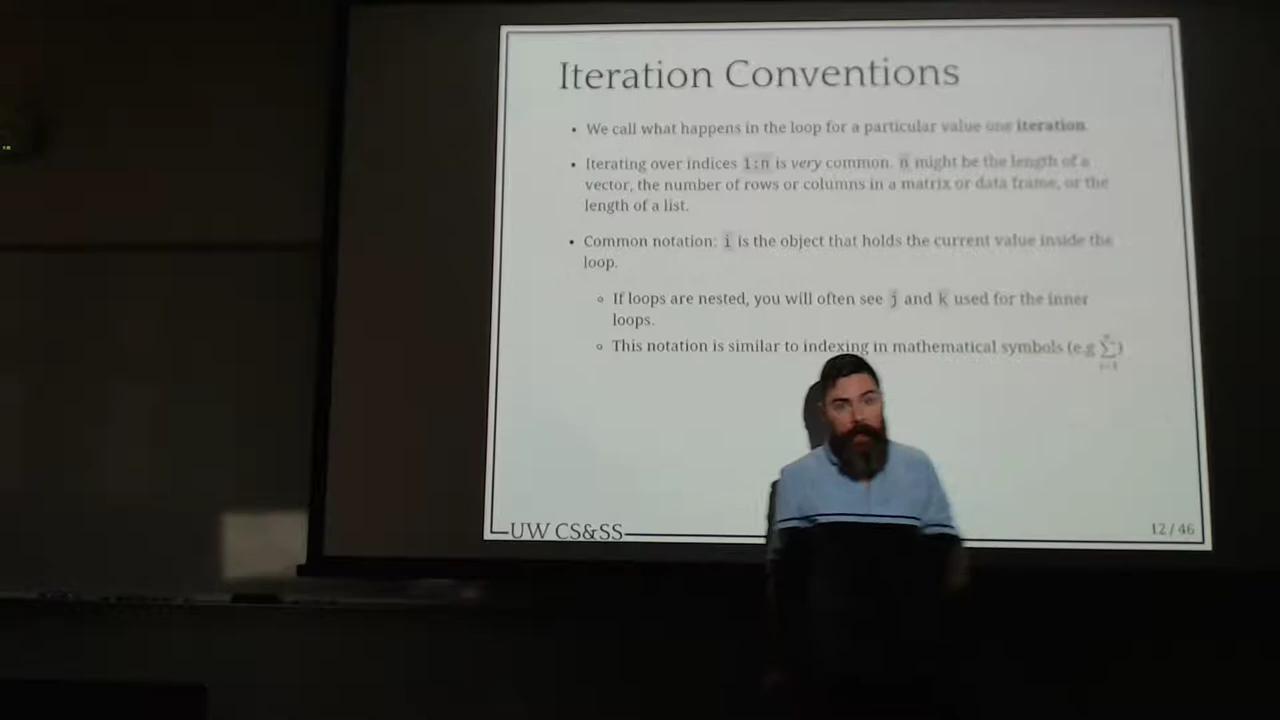 Iteration Conventions
• We call what happens in the loop for a particular value one iteration.
• Iterating over indices 1:n is very common. n might be the length of a
vector, the number of rows or columns in a matrix or data frame, or the
length of a list.
• Common notation: i is the object that holds the current value inside the
loop.
◦ If loops are nested, you will often see j and k used for the inner
loops.
◦ This notation is similar to indexing in mathematical symbols (e.g ∑)
UW CS&SS
12 / 46